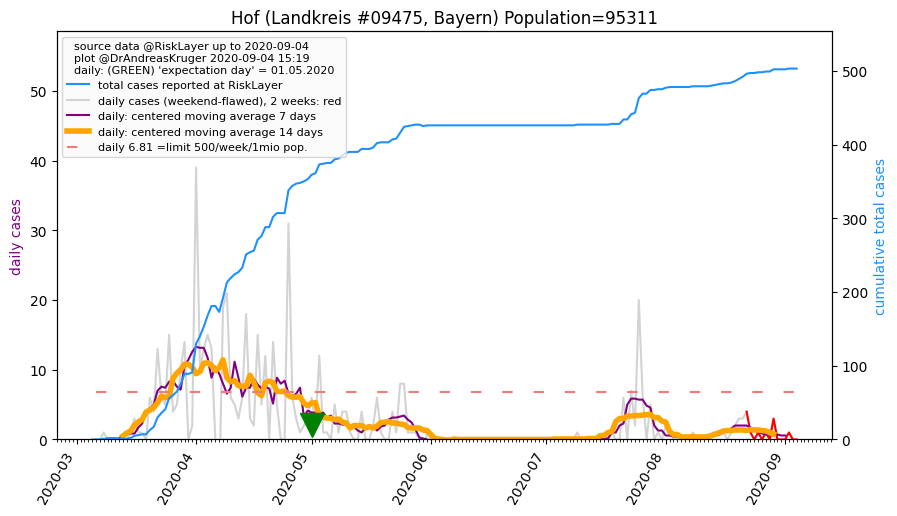 Hof (Landkreis #09475, Bayern) Population=95311
source data @RiskLayer up to 2020-09-04
plot @DrAndreasKruger 2020-09-04 15:19
daily: (GREEN) 'expectation day' = 01.05.2020
total cases reported at RiskLayer
daily cases (weekend-flawed), 2 weeks: red
daily: centered moving average 7 days
daily: centered moving average 14 days
daily 6.81 =limit 500/week/1mio pop.
daily cases
50
40
30
20
10
0
cumulative total cases
500
400
300
200
100
0
2020-03
2020-04
2020-05
2020-06
2020-07
2020-08
2020-09